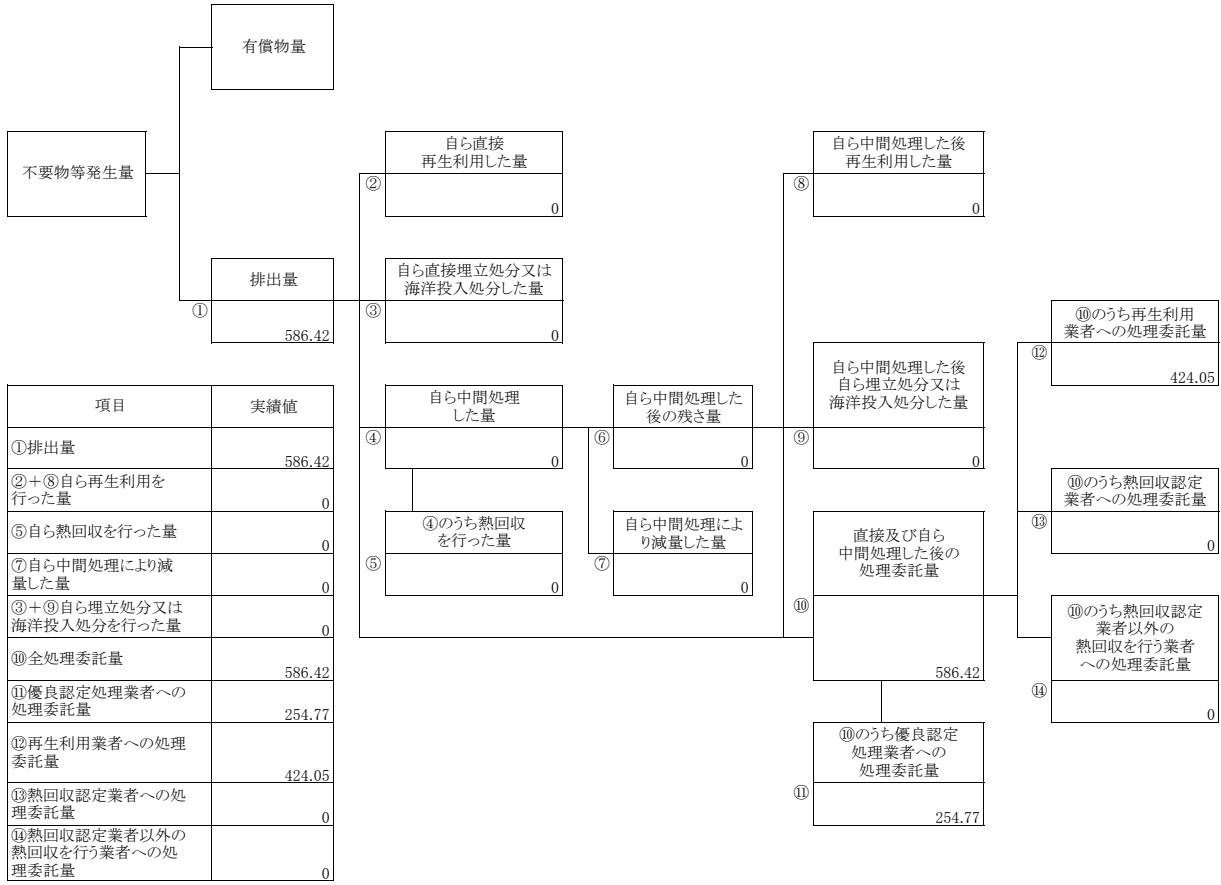 有償物量
不要物等発生量
自ら直接
再生利用した量
②
0
自ら中間処理した後
再生利用した量
⑧
0
排出量
①
586.42
自ら直接埋立処分又は
海洋投入処分した量
③
0
⑩のうち再生利用
業者への処理委託量
⑫
424.05
自ら中間処理した後
自ら埋立処分又は
海洋投入処分した量
⑨
0
自ら中間処理
した量
④
0
自ら中間処理した
後の残さ量
⑥
0
⑩のうち熱回収認定
業者への処理委託量
⑬
0
④のうち熱回収
を行った量
⑤
0
自ら中間処理によ
り減量した量
⑦
0
直接及び自ら
中間処理した後の
処理委託量
⑩
586.42
⑩のうち熱回収認定
業者以外の
熱回収を行う業者
への処理委託量
⑭
0
⑩のうち優良認定
処理業者への
処理委託量
⑪
254.77
項目 実績値
①排出量
586.42
②＋⑧自ら再生利用を
行った量
0
⑤自ら熱回収を行った量
0
⑦自ら中間処理により減
量した量
0
③＋⑨自ら埋立処分又は
海洋投入処分を行った量
0
⑩全処理委託量
586.42
⑪優良認定処理業者への
処理委託量
254.77
⑫再生利用業者への処理
委託量
424.05
⑬熱回収認定業者への処
理委託量
0
⑭熱回収認定業者以外の
熱回収を行う業者への処
理委託量
0